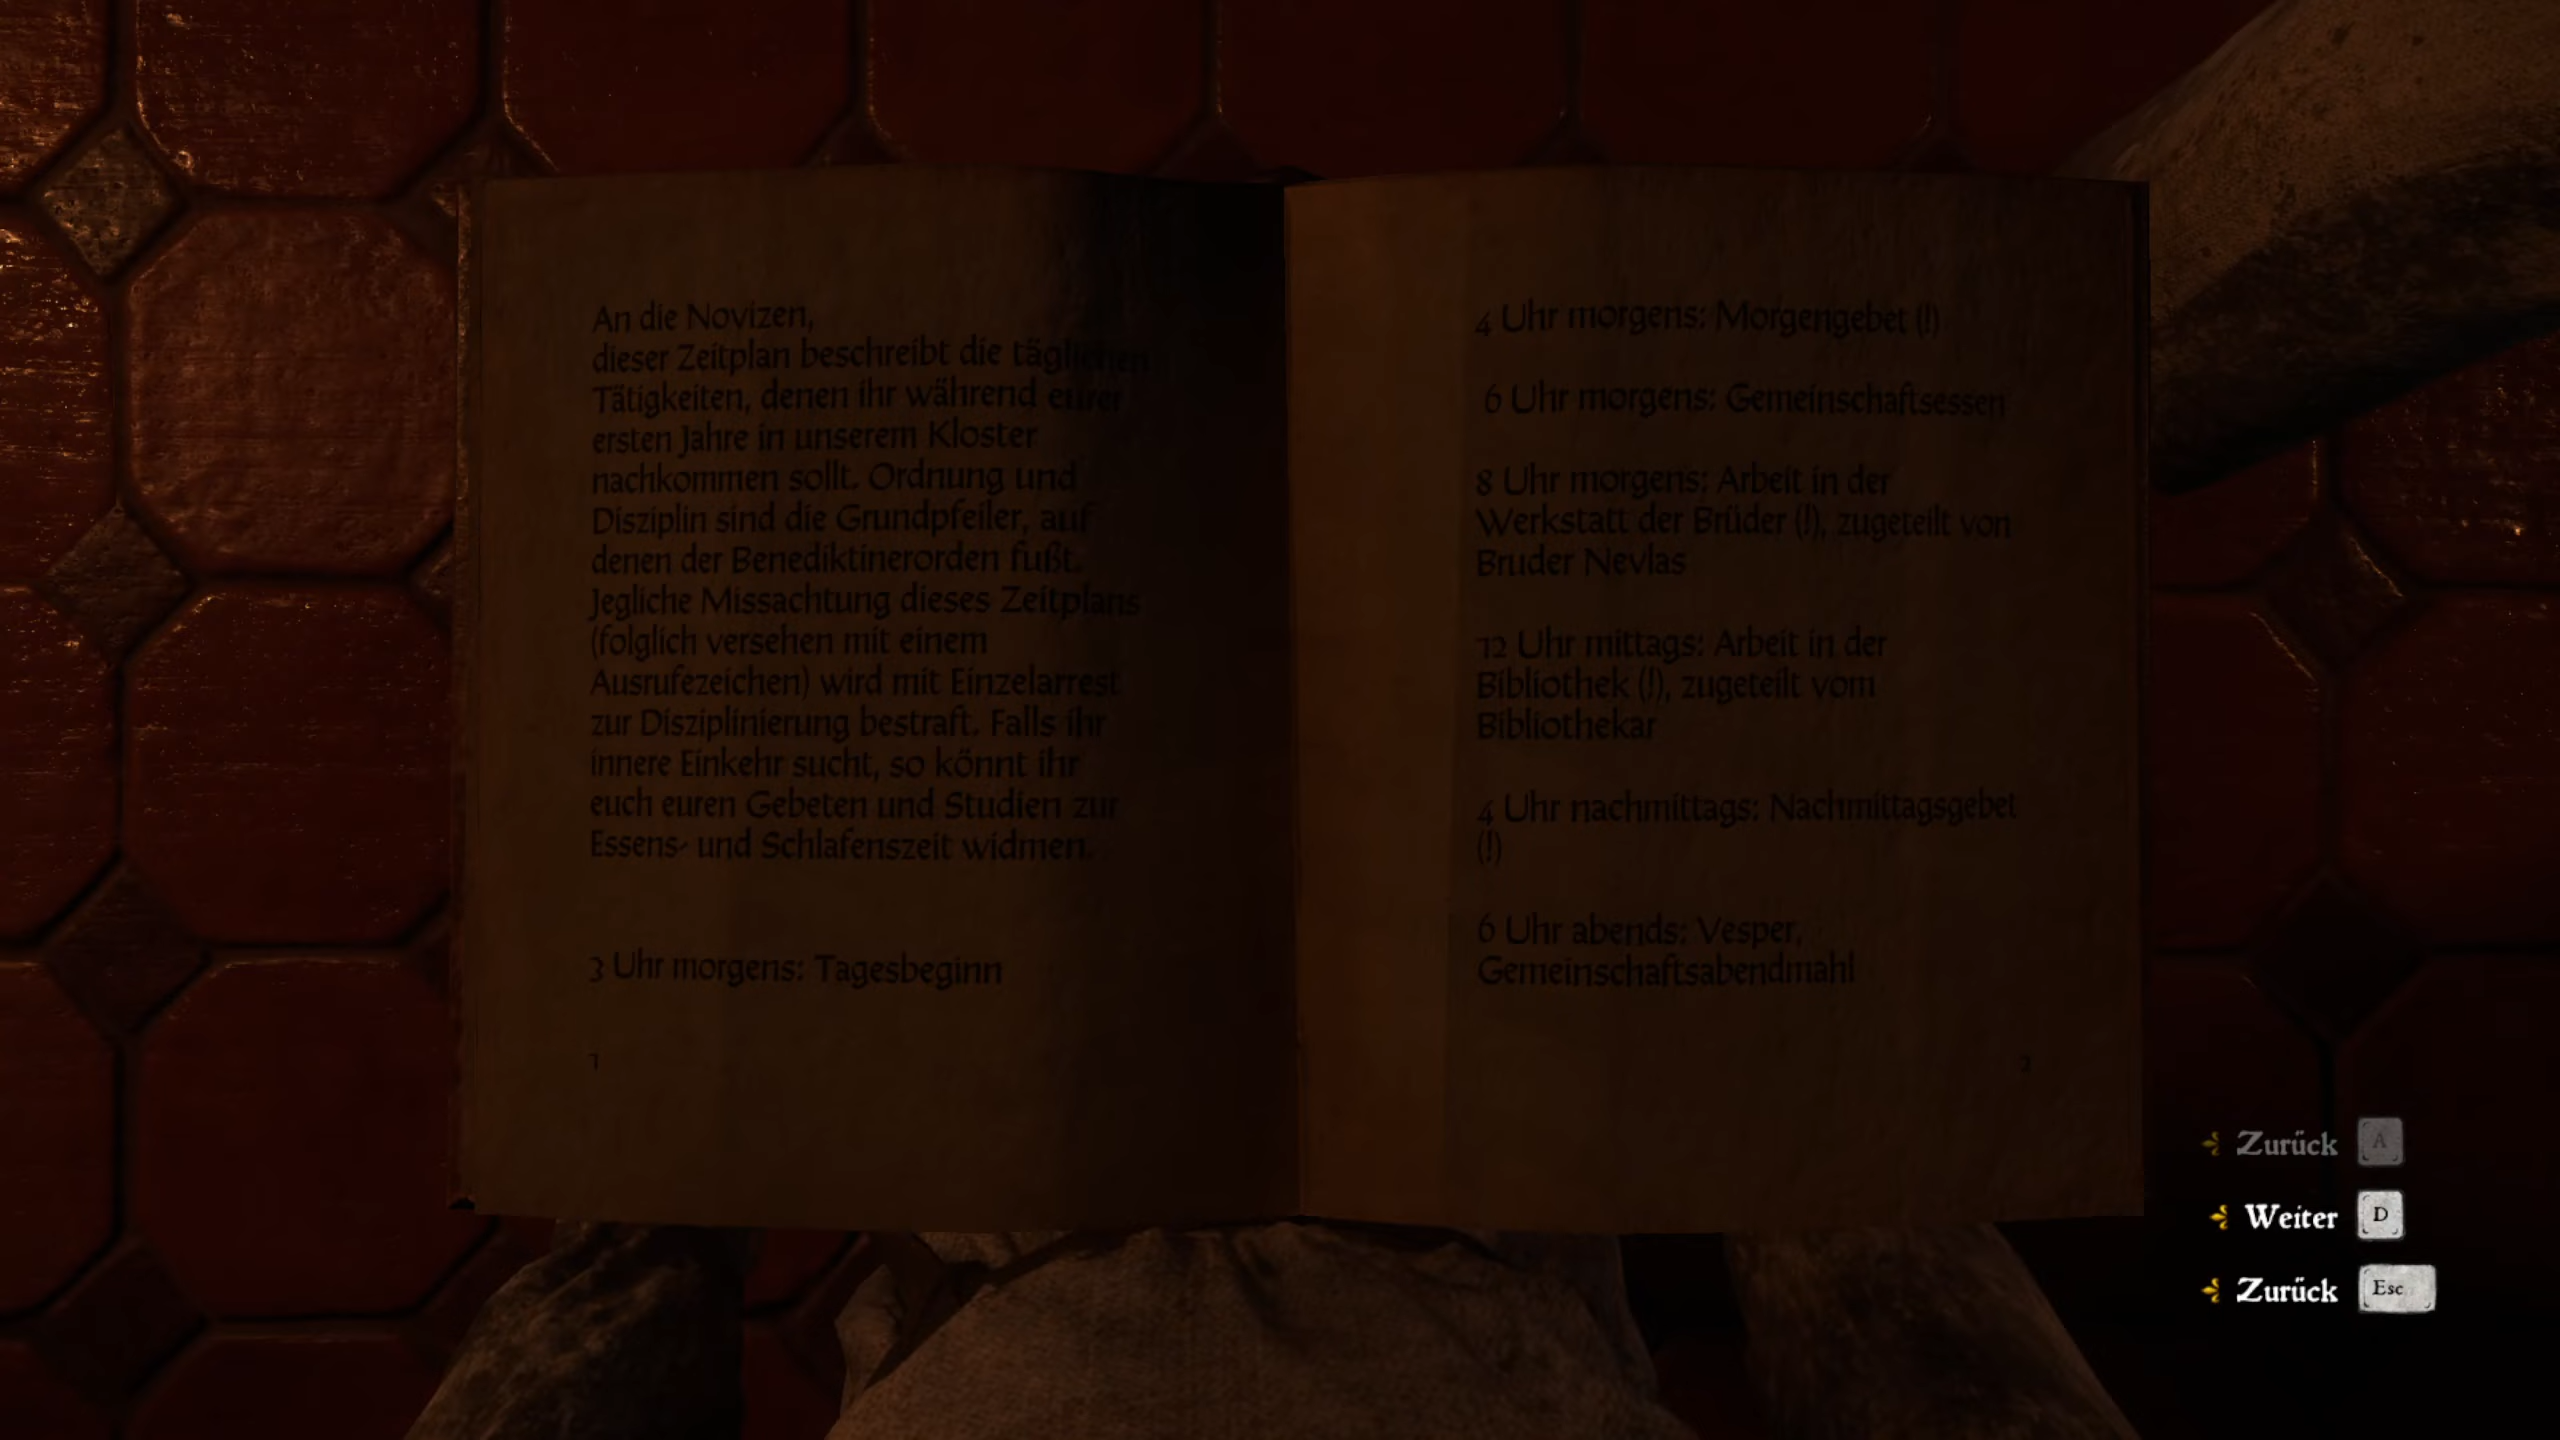 An die Novizen,
dieser Zeitplan beschreibt die täglichen
Tätigkeiten, denen ihr während eurer
ersten Jahre in unserem Kloster
nachkommen sollt. Ordnung und
Disziplin sind die Grundpfeiler, auf
denen der Benediktinerorden fußt.
Jegliche Missachtung dieses Zeitplans
(folglich versehen mit einem
Ausrufezeichen) wird mit Einzelarrest
zur Disziplinierung bestraft. Falls ihr
innere Einkehr sucht, so könnt ihr
euch euren Gebeten und Studien zur
Essens- und Schlafenszeit widmen.
3 Uhr morgens: Tagesbeginn
1
4 Uhr morgens: Morgengebet (!)
6 Uhr morgens: Gemeinschaftsessen
8 Uhr morgens: Arbeit in der
Werkstatt der Brüder (!), zugeteilt von
Bruder Nevlas
12 Uhr mittags: Arbeit in der
Bibliothek (!), zugeteilt vom
Bibliothekar
4 Uhr nachmittags: Nachmittagsgebet
(!)
6 Uhr abends: Vesper,
Gemeinschaftsabendmahl
2
Zurück A
Weiter D
Zurück Esc